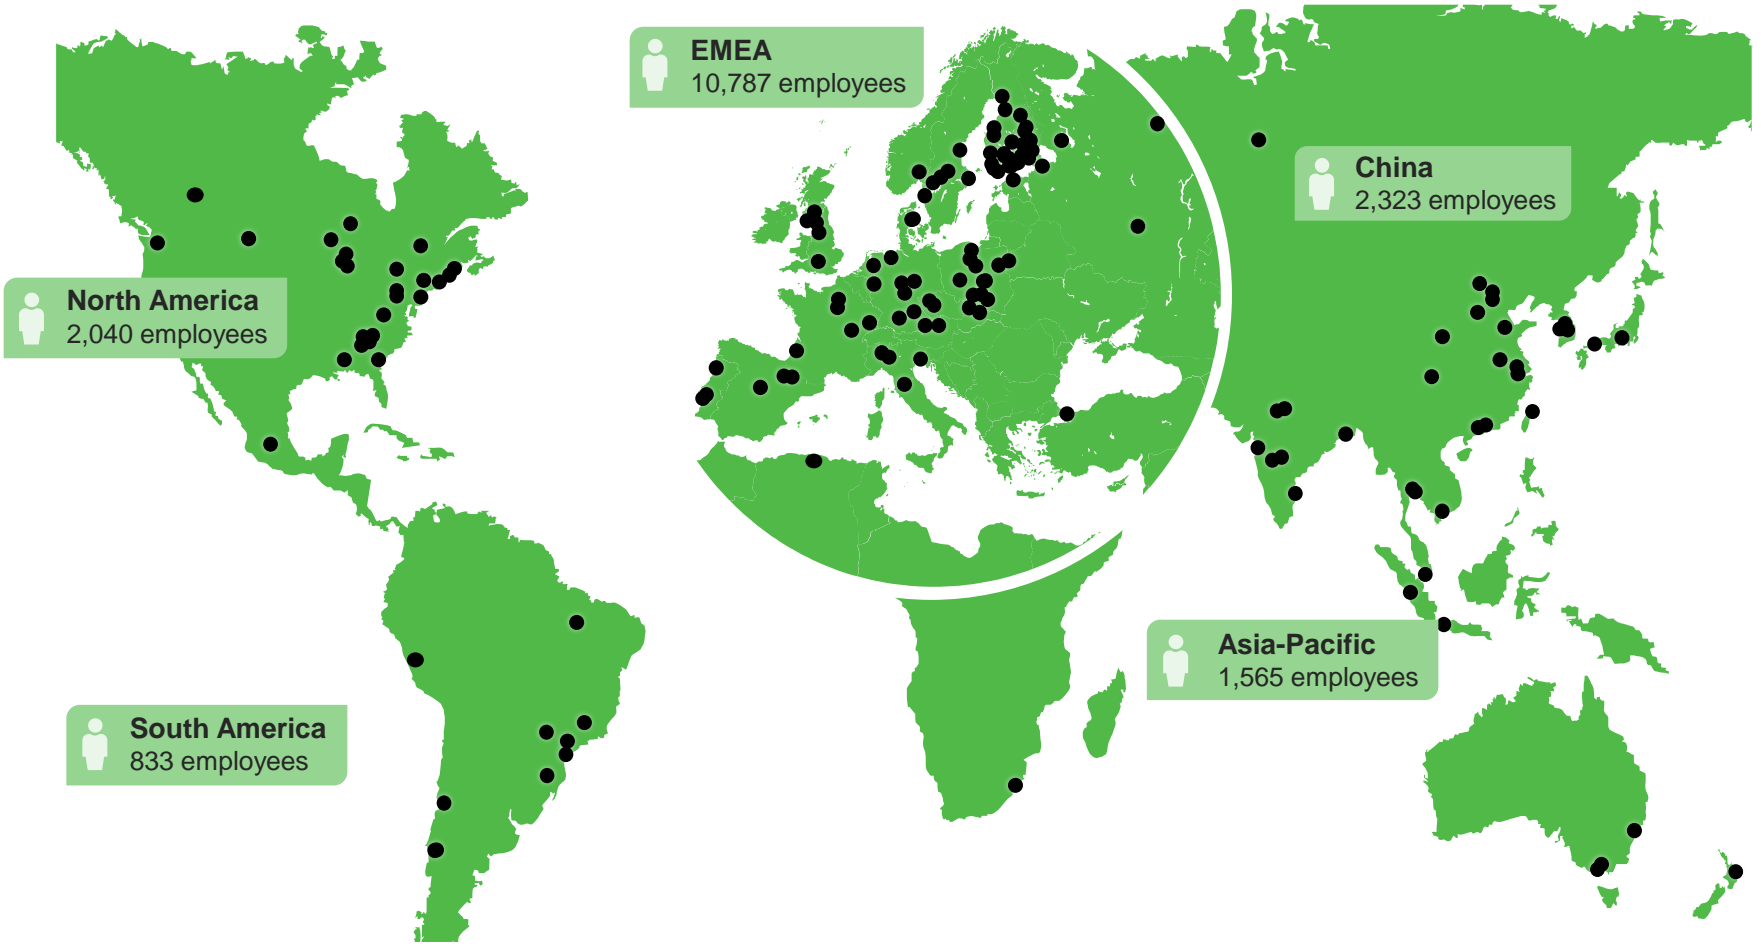 EMEA
10,787 employees
China
2,323 employees
North America
2,040 employees
Asia-Pacific
1,565 employees
South America
833 employees